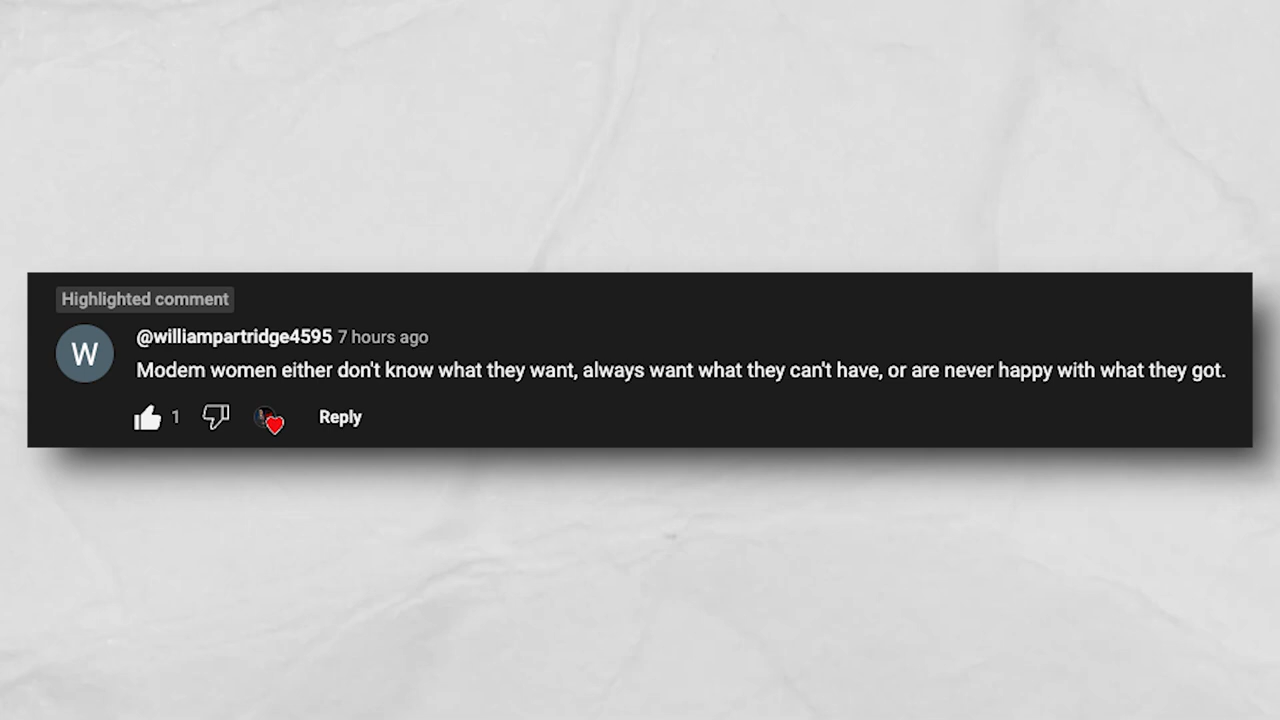 Highlighted comment
W
@williampartridge4595 7 hours ago
Modern women either don't know what they want, always want what they can't have, or are never happy with what they got.
1
Reply